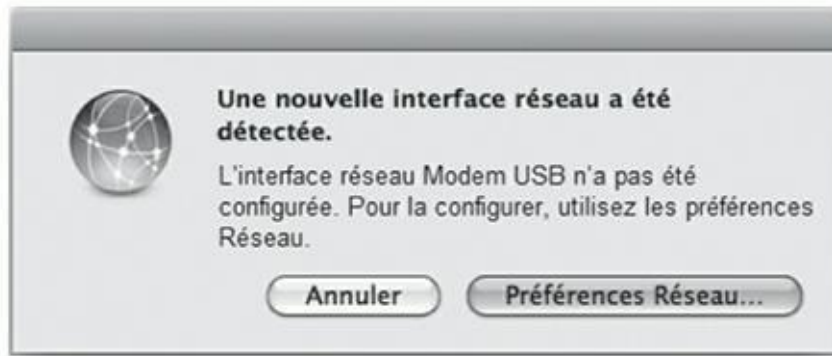 Une nouvelle interface réseau a été
détectée.
L'interface réseau Modem USB n'a pas été
configurée. Pour la configurer, utilisez les préférences
Réseau.
Annuler
Préférences Réseau...